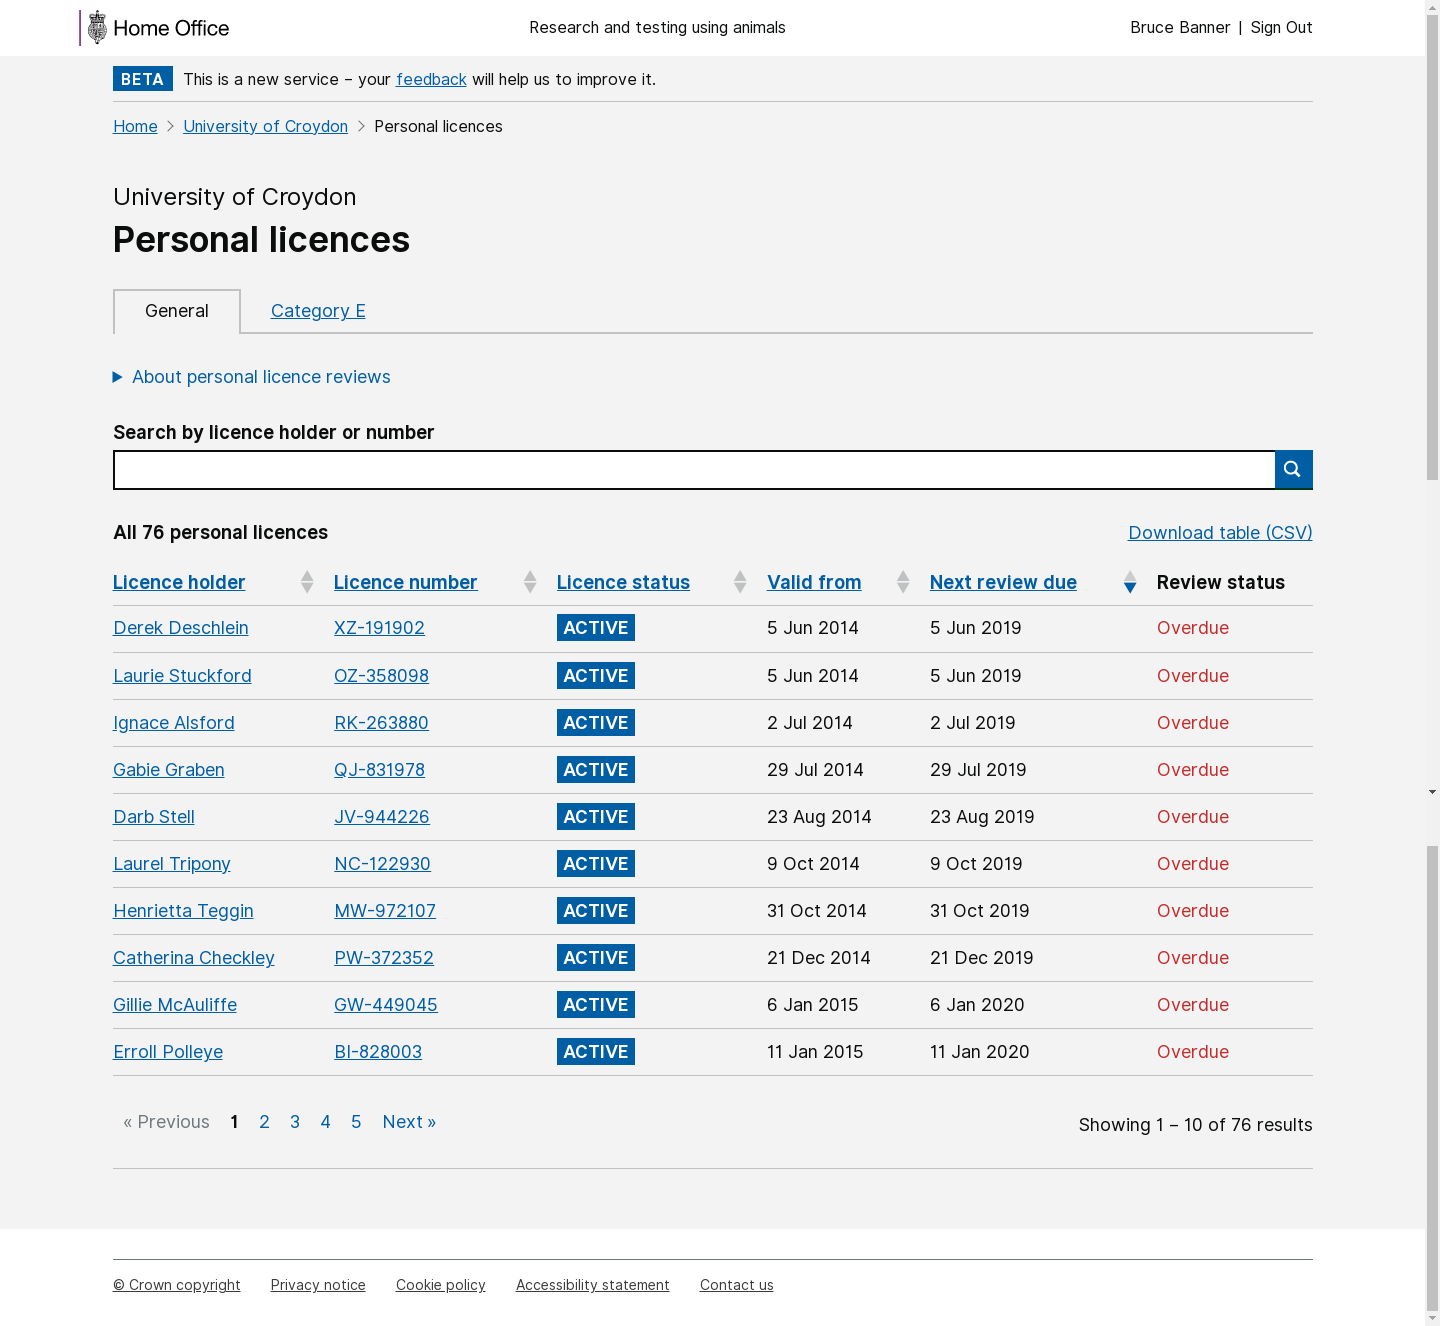 Home Office
Research and testing using animals
Bruce Banner | Sign Out
BETA This is a new service – your feedback will help us to improve it.
Home > University of Croydon > Personal licences
University of Croydon
Personal licences
General Category E
About personal licence reviews
Search by licence holder or number
All 76 personal licences Download table (CSV)
Licence holder Licence number Licence status Valid from Next review due Review status
Derek Deschlein XZ-191902 ACTIVE 5 Jun 2014 5 Jun 2019 Overdue
Laurie Stuckford OZ-358098 ACTIVE 5 Jun 2014 5 Jun 2019 Overdue
Ignace Alsford RK-263880 ACTIVE 2 Jul 2014 2 Jul 2019 Overdue
Gabie Graben QJ-831978 ACTIVE 29 Jul 2014 29 Jul 2019 Overdue
Darb Stell JV-944226 ACTIVE 23 Aug 2014 23 Aug 2019 Overdue
Laurel Tripony NC-122930 ACTIVE 9 Oct 2014 9 Oct 2019 Overdue
Henrietta Teggin MW-972107 ACTIVE 31 Oct 2014 31 Oct 2019 Overdue
Catherina Checkley PW-372352 ACTIVE 21 Dec 2014 21 Dec 2019 Overdue
Gillie McAuliffe GW-449045 ACTIVE 6 Jan 2015 6 Jan 2020 Overdue
Erroll Polleye BI-828003 ACTIVE 11 Jan 2015 11 Jan 2020 Overdue
« Previous 1 2 3 4 5 Next » Showing 1 – 10 of 76 results
© Crown copyright Privacy notice Cookie policy Accessibility statement Contact us